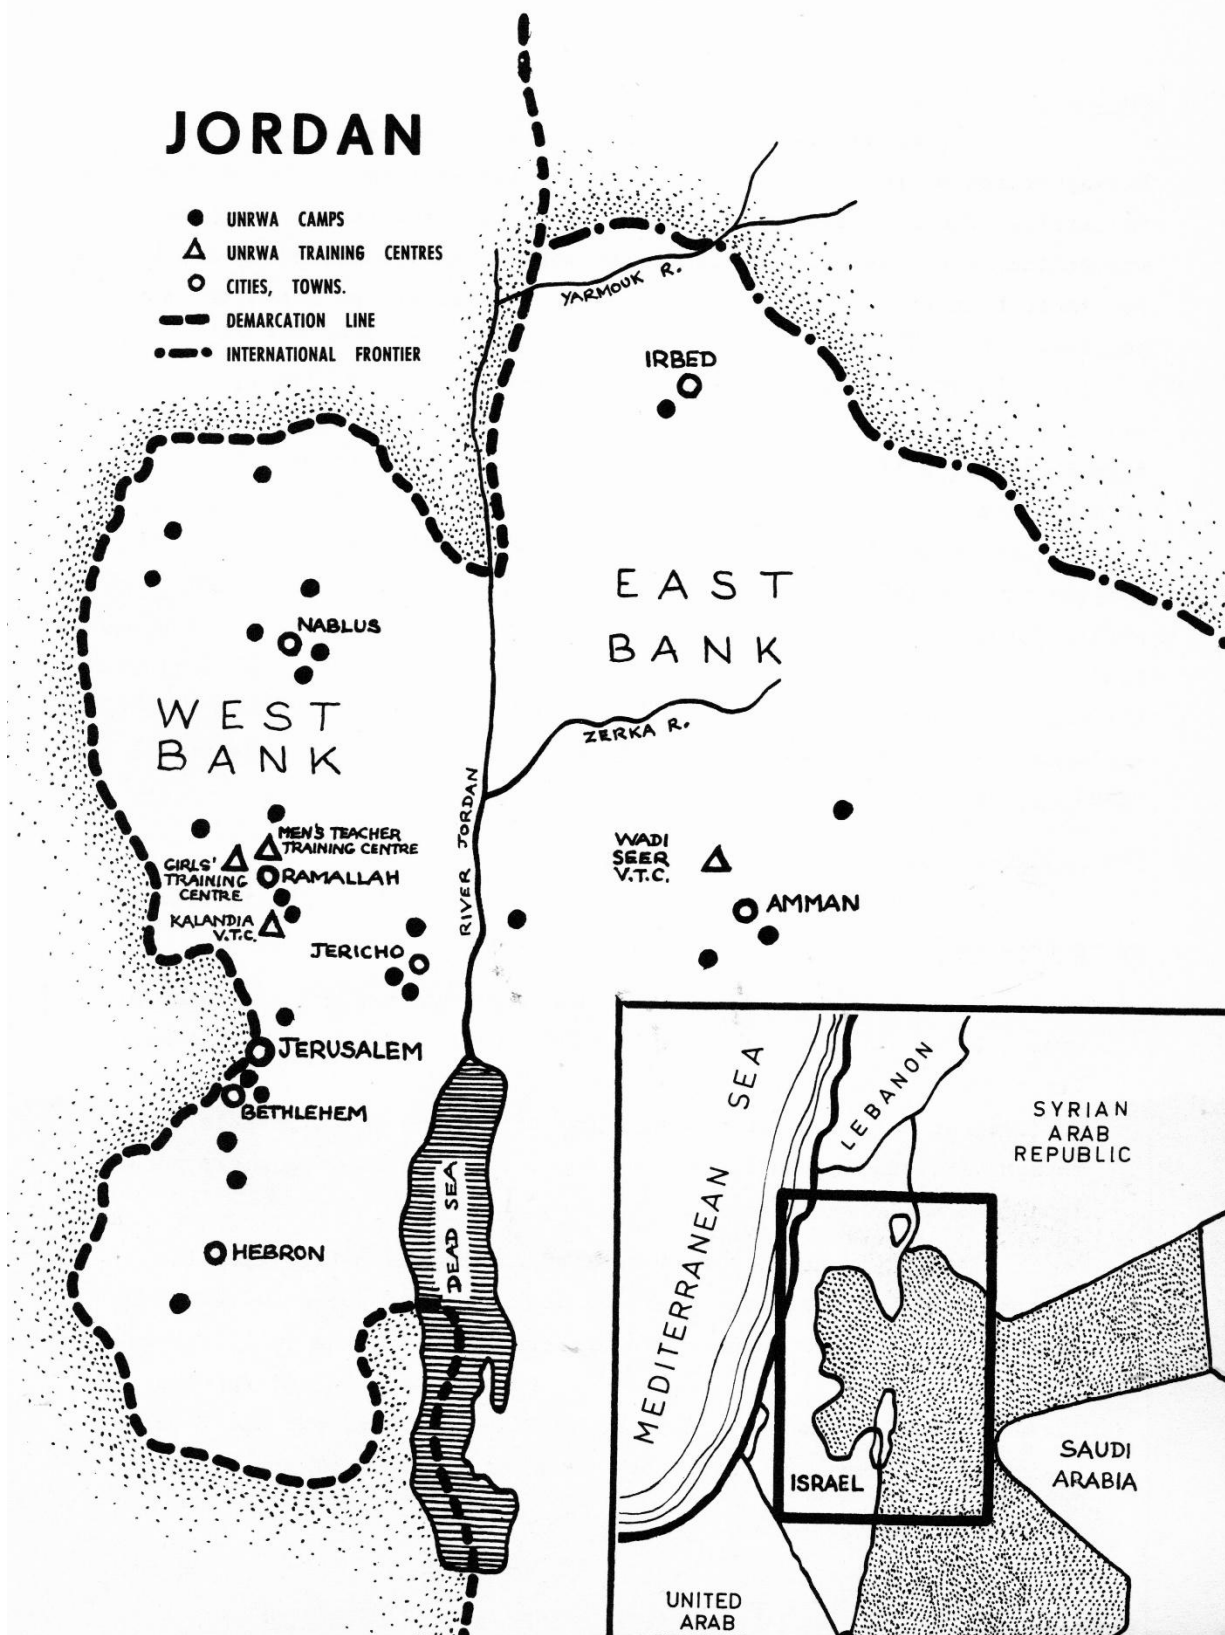 JORDAN
UNRWA CAMPS
UNRWA TRAINING CENTRES
CITIES, TOWNS.
DEMARCATION LINE
INTERNATIONAL FRONTIER
YARMOUK R.
IRBED
EAST
BANK
NABLUS
WEST
BANK
ZERKA R.
RIVER JORDAN
MEN'S TEACHER
TRAINING CENTRE
GIRLS'
TRAINING
CENTRE
RAMALLAH
KALANDIA
V.T.C.
JERICHO
WADI
SEER
V.T.C.
AMMAN
JERUSALEM
BETHLEHEM
HEBRON
DEAD SEA
MEDITERRANEAN SEA
LEBANON
SYRIAN
ARAB
REPUBLIC
ISRAEL
SAUDI
ARABIA
UNITED
ARAB